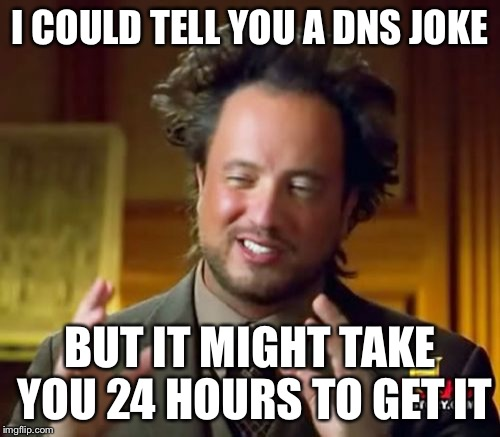 I COULD TELL YOU A DNS JOKE
BUT IT MIGHT TAKE
YOU 24 HOURS TO GET IT
imgflip.com